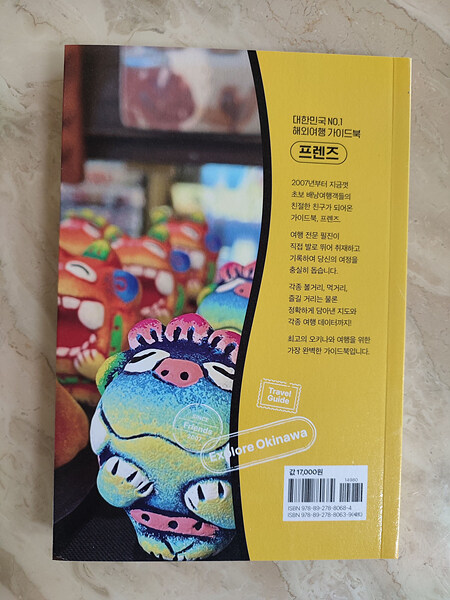 대한민국 NO.1
해외여행 가이드북
프렌즈
2007년부터 지금껏
초보 배낭여행객들의
친절한 친구가 되어온
가이드북, 프렌즈.
여행 전문 필진이
직접 발로 뛰어 취재하고
기록하여 당신의 여정을
충실히 돕습니다.
각종 볼거리, 먹거리,
즐길 거리는 물론
정확하게 담아낸 지도와
각종 여행 데이터까지!
최고의 오키나와 여행을 위한
가장 완벽한 가이드북입니다.
Travel
Guide
Since
Friends
2007
Explore Okinawa
값 17,000원
14980
ISBN 978-89-278-8068-4
ISBN 978-89-278-8063-9(세트)